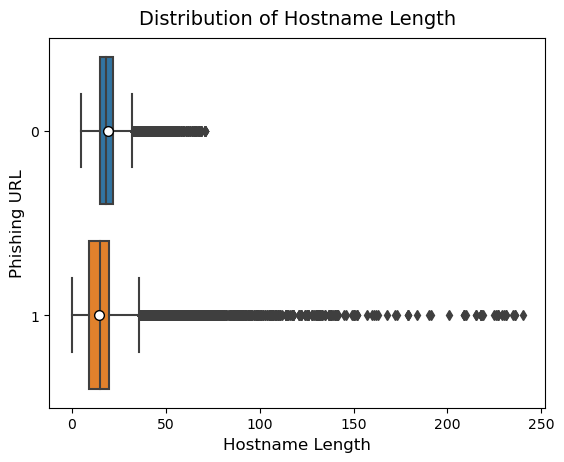 Distribution of Hostname Length
Phishing URL
0
1
0 50 100 150 200 250
Hostname Length